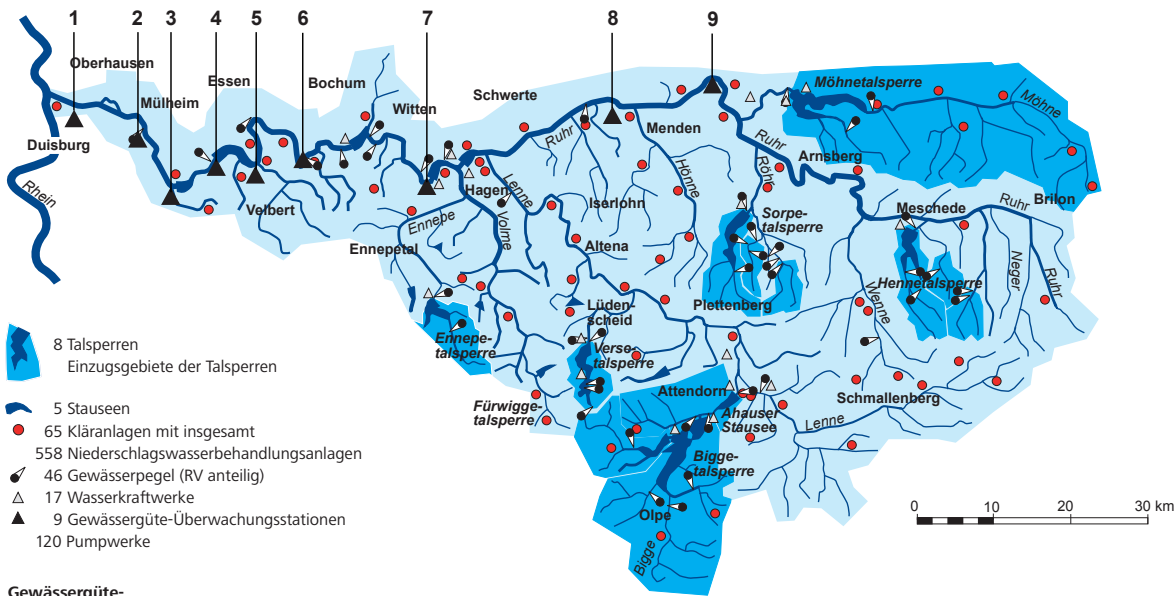 1 2 3 4 5 6 7 8 9
Oberhausen
Mülheim
Essen
Bochum
Witten
Schwerte
Menden
Möhnetalsperre
Möhne
Duisburg
Rhein
Ruhr
Ruhr
Arnsberg
Röhr
Hönne
Lenne
Hagen
Iserlohn
Velbert
Ennepe
Volme
Ennepetal
Altena
Sorpe-
talsperre
Meschede
Ruhr
Brilon
Neger
Ruhr
Hennetalsperre
Wenne
Plettenberg
Lüden-
scheid
Ennepe-
talsperre
Verse-
talsperre
Fürwigge-
talsperre
Attendorn
Ahauser
Stausee
Bigge-
talsperre
Schmallenberg
Lenne
Olpe
Bigge
8 Talsperren
Einzugsgebiete der Talsperren
5 Stauseen
65 Kläranlagen mit insgesamt
558 Niederschlagswasserbehandlungsanlagen
46 Gewässerpegel (RV anteilig)
17 Wasserkraftwerke
9 Gewässergüte-Überwachungsstationen
120 Pumpwerke
0 10 20 30 km
Gewässergüte-